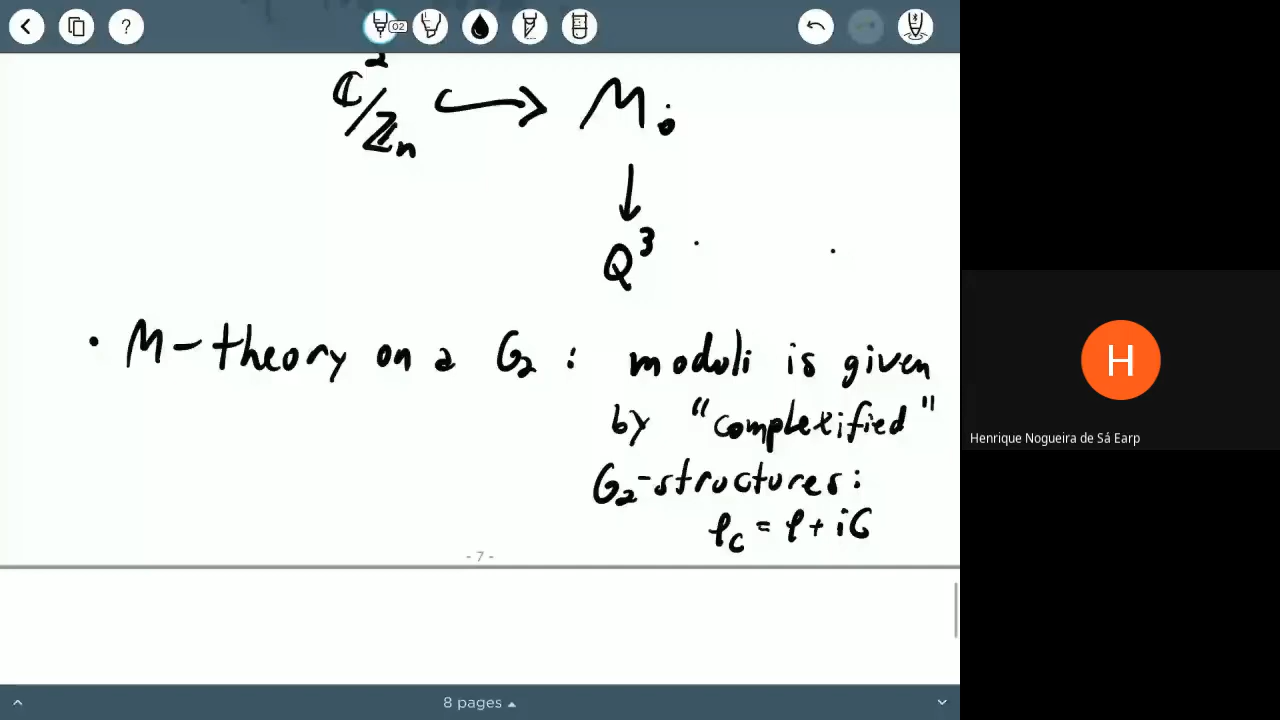 ℂ²/ℤₙ ↪ M₀
↓
Q³
· M-theory on a G₂ : moduli is given
by "complexified"
G₂-structures:
φ_C = φ + iC
- 7 -
8 pages
Henrique Nogueira de Sá Earp
H
02
?